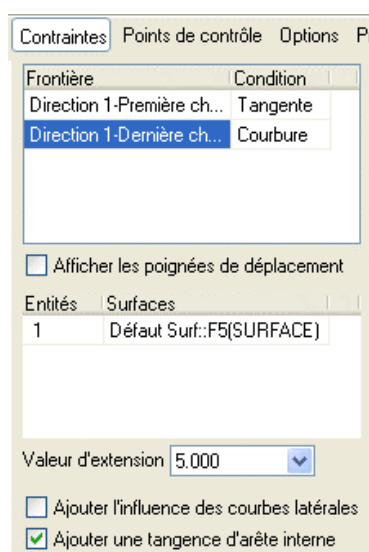 Contraintes Points de contrôle Options P
Frontière Condition
Direction 1-Première ch... Tangente
Direction 1-Dernière ch... Courbure
Afficher les poignées de déplacement
Entités Surfaces
1 Défaut Surf::F5(SURFACE)
Valeur d'extension 5.000
Ajouter l'influence des courbes latérales
Ajouter une tangence d'arête interne